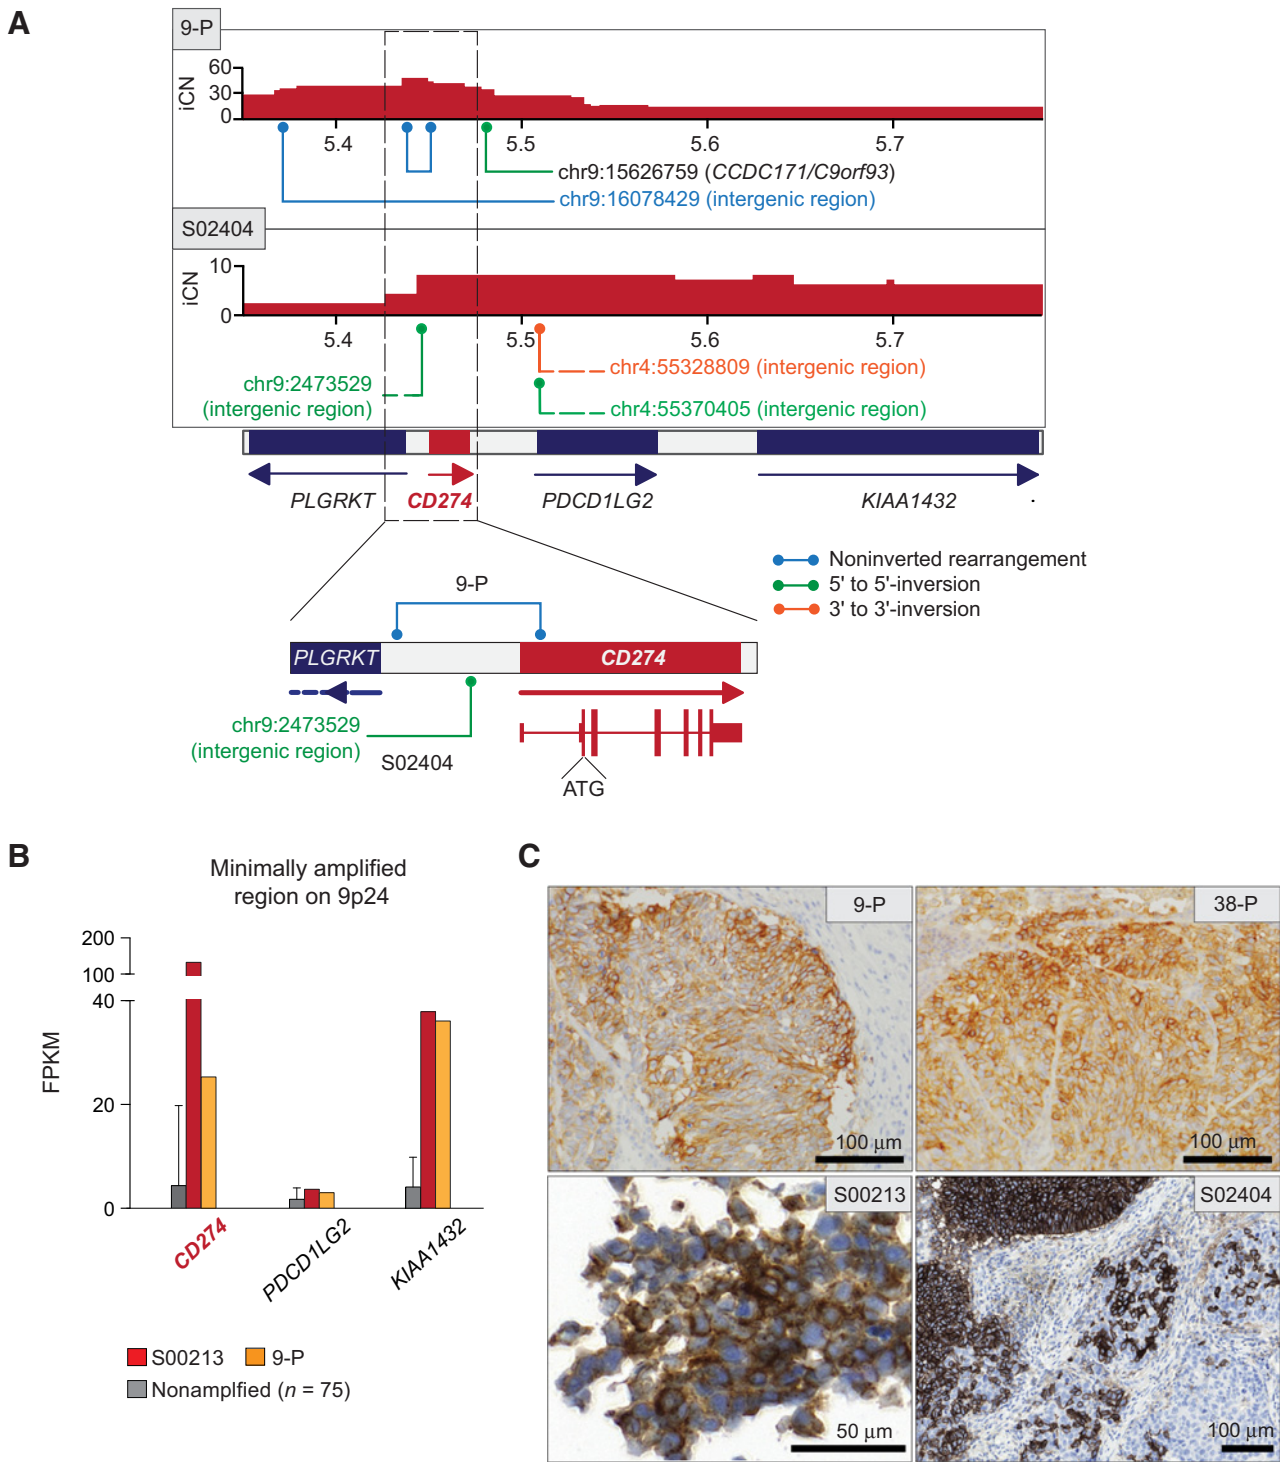 A
9-P
iCN
60
30
0
5.4
5.5
5.6
5.7
chr9:15626759 (CCDC171/C9orf93)
chr9:16078429 (intergenic region)
S02404
iCN
10
0
5.4
5.5
5.6
5.7
chr9:2473529
(intergenic region)
chr4:55328809 (intergenic region)
chr4:55370405 (intergenic region)
PLGRKT
CD274
PDCD1LG2
KIAA1432
Noninverted rearrangement
5' to 5'-inversion
3' to 3'-inversion
9-P
PLGRKT
CD274
chr9:2473529
(intergenic region)
S02404
ATG
B
Minimally amplified
region on 9p24
FPKM
200
100
40
20
0
CD274
PDCD1LG2
KIAA1432
S00213
9-P
Nonamplfied (n = 75)
C
9-P
100 µm
38-P
100 µm
S00213
50 µm
S02404
100 µm